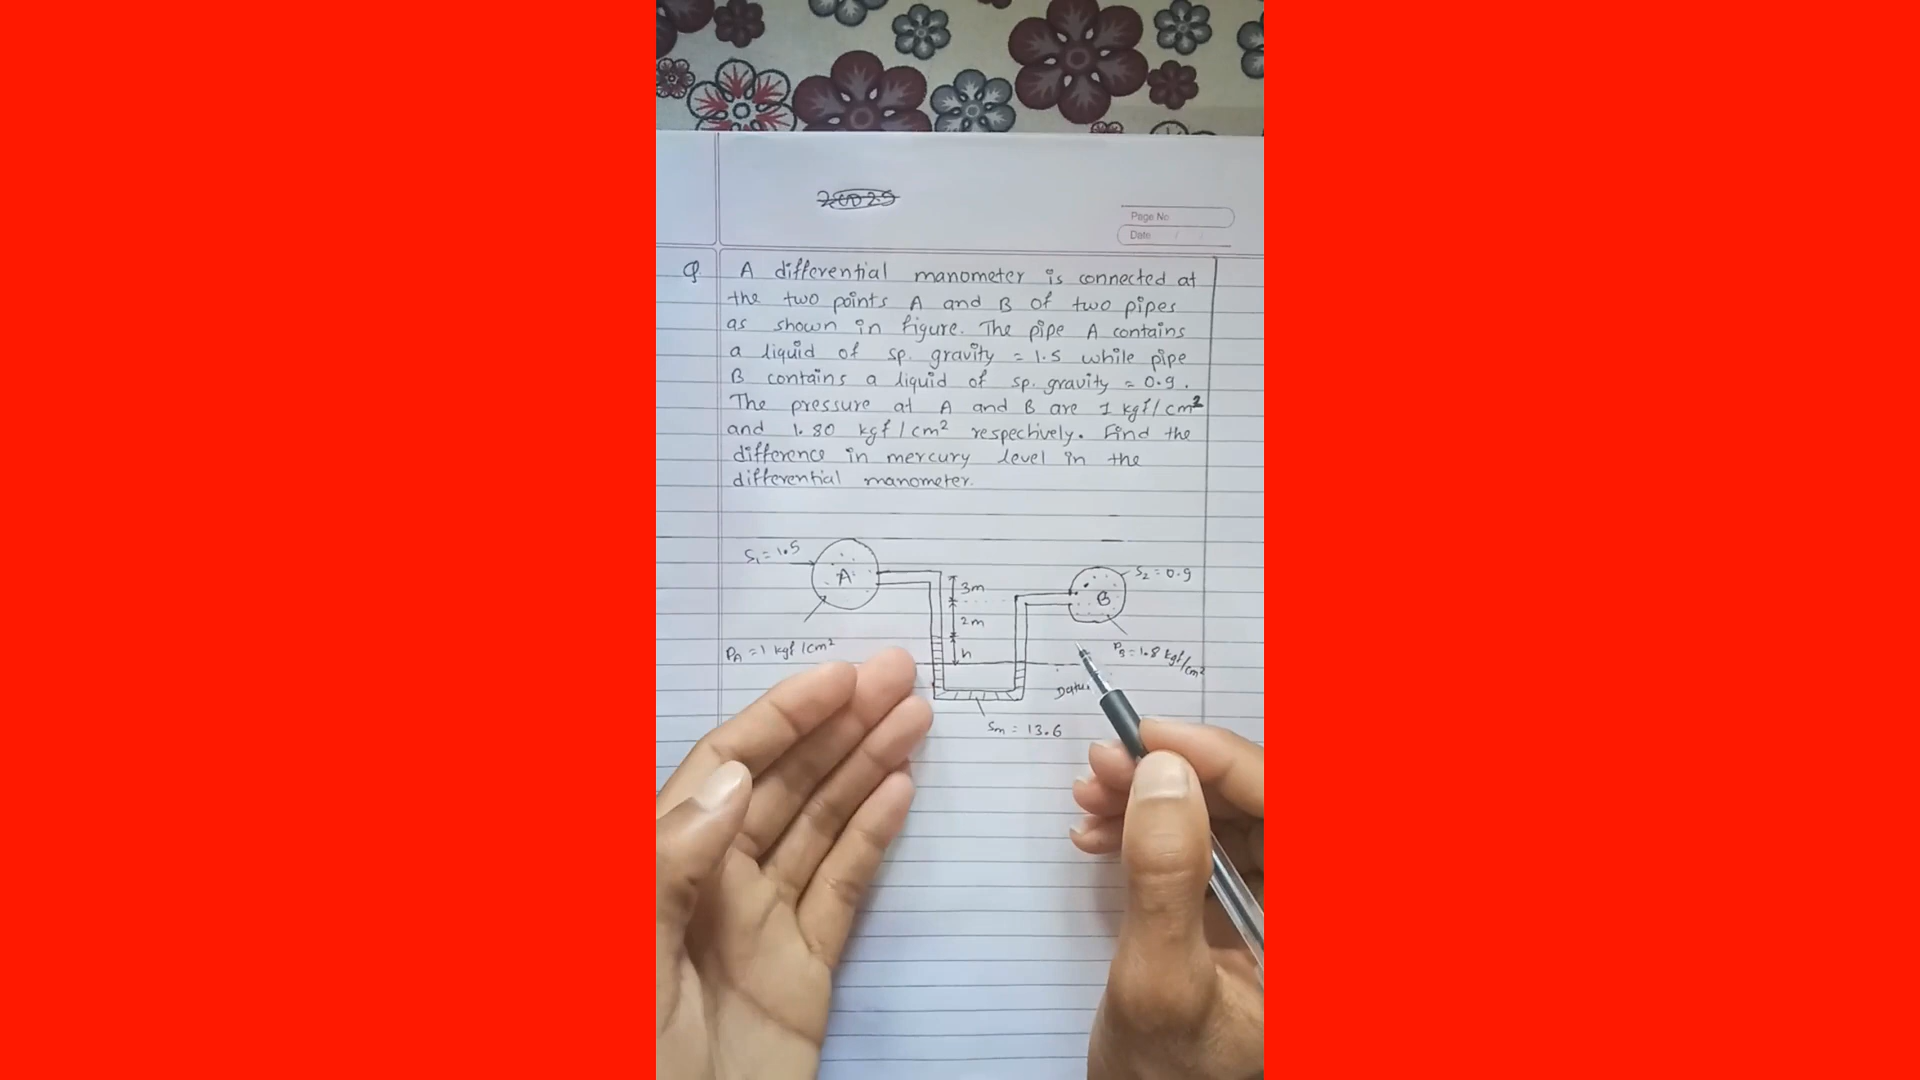 Page No
Date
Q A differential manometer is connected at
the two points A and B of two pipes
as shown in figure. The pipe A contains
a liquid of sp. gravity = 1.5 while pipe
B contains a liquid of sp. gravity = 0.9.
The pressure at A and B are 1 kgf/cm²
and 1.80 kgf/cm² respectively. Find the
difference in mercury level in the
differential manometer.
S₁ = 1.5
A
3m
S₂ = 0.9
B
2m
P_A = 1 kgf/cm²
h
P_B = 1.8 kgf/cm²
Sm = 13.6